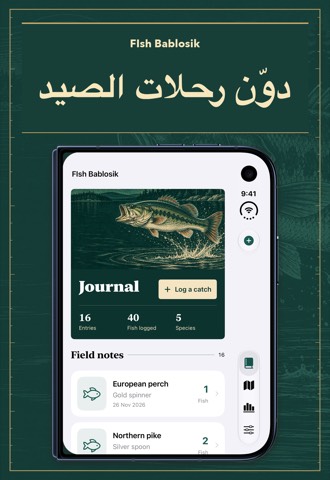 FIsh Bablosik
دوّن رحلات الصيد
FIsh Bablosik
9:41
Journal
+ Log a catch
16
Entries
40
Fish logged
5
Species
Field notes
16
European perch
Gold spinner
26 Nov 2026
1
Fish
Northern pike
Silver spoon
2
Fish